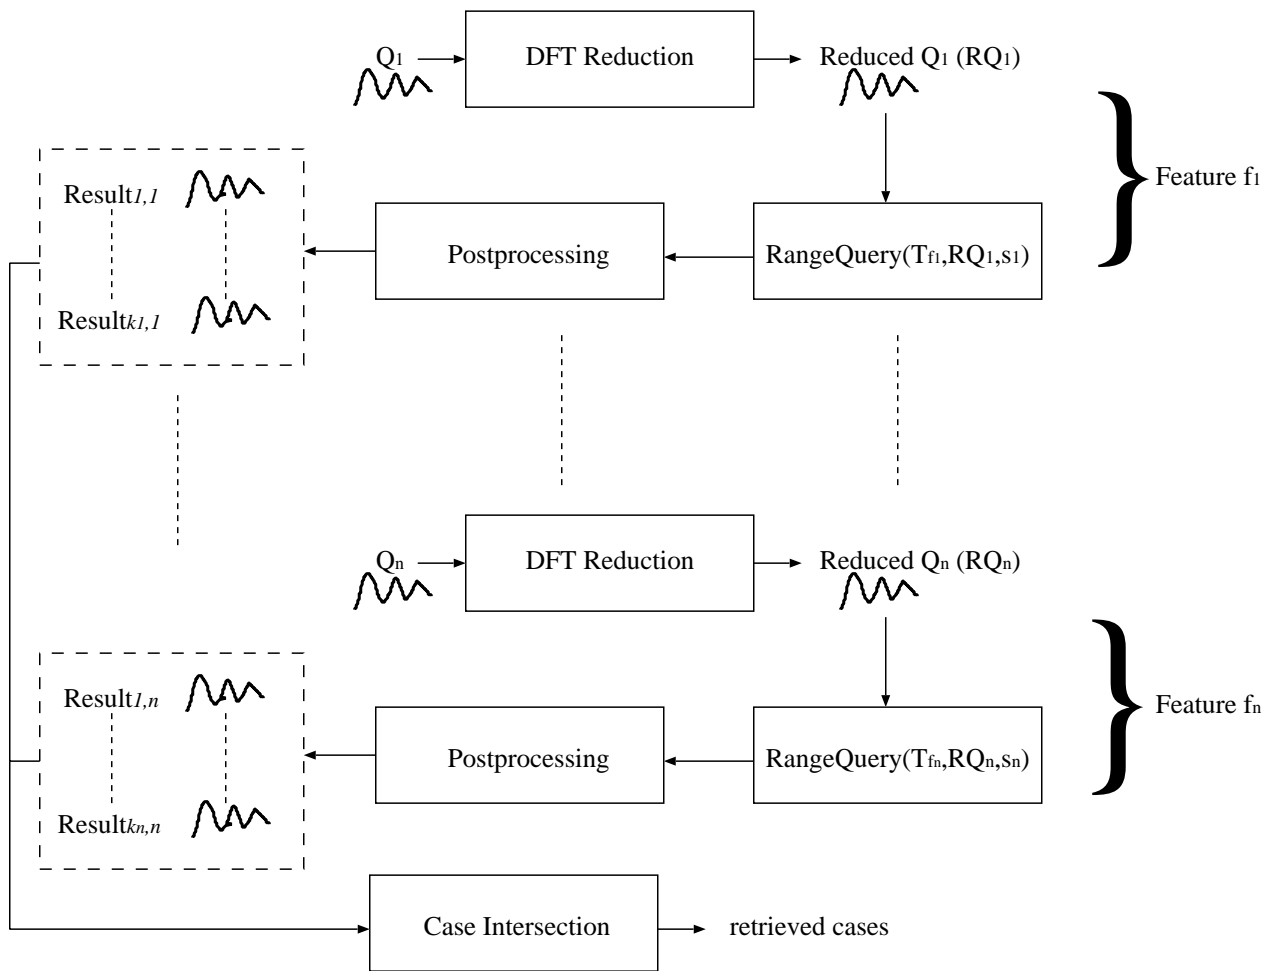 Q1 DFT Reduction Reduced Q1 (RQ1)
Feature f1
Result1,1
Postprocessing RangeQuery(Tf1,RQ1,s1)
Resultk1,1
Qn DFT Reduction Reduced Qn (RQn)
Feature fn
Result1,n
Postprocessing RangeQuery(Tfn,RQn,sn)
Resultkn,n
Case Intersection retrieved cases